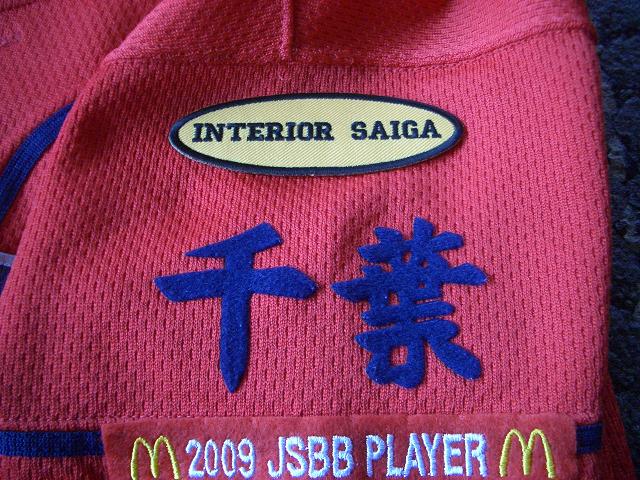 INTERIOR SAIGA
千葉
2009 JSBB PLAYER